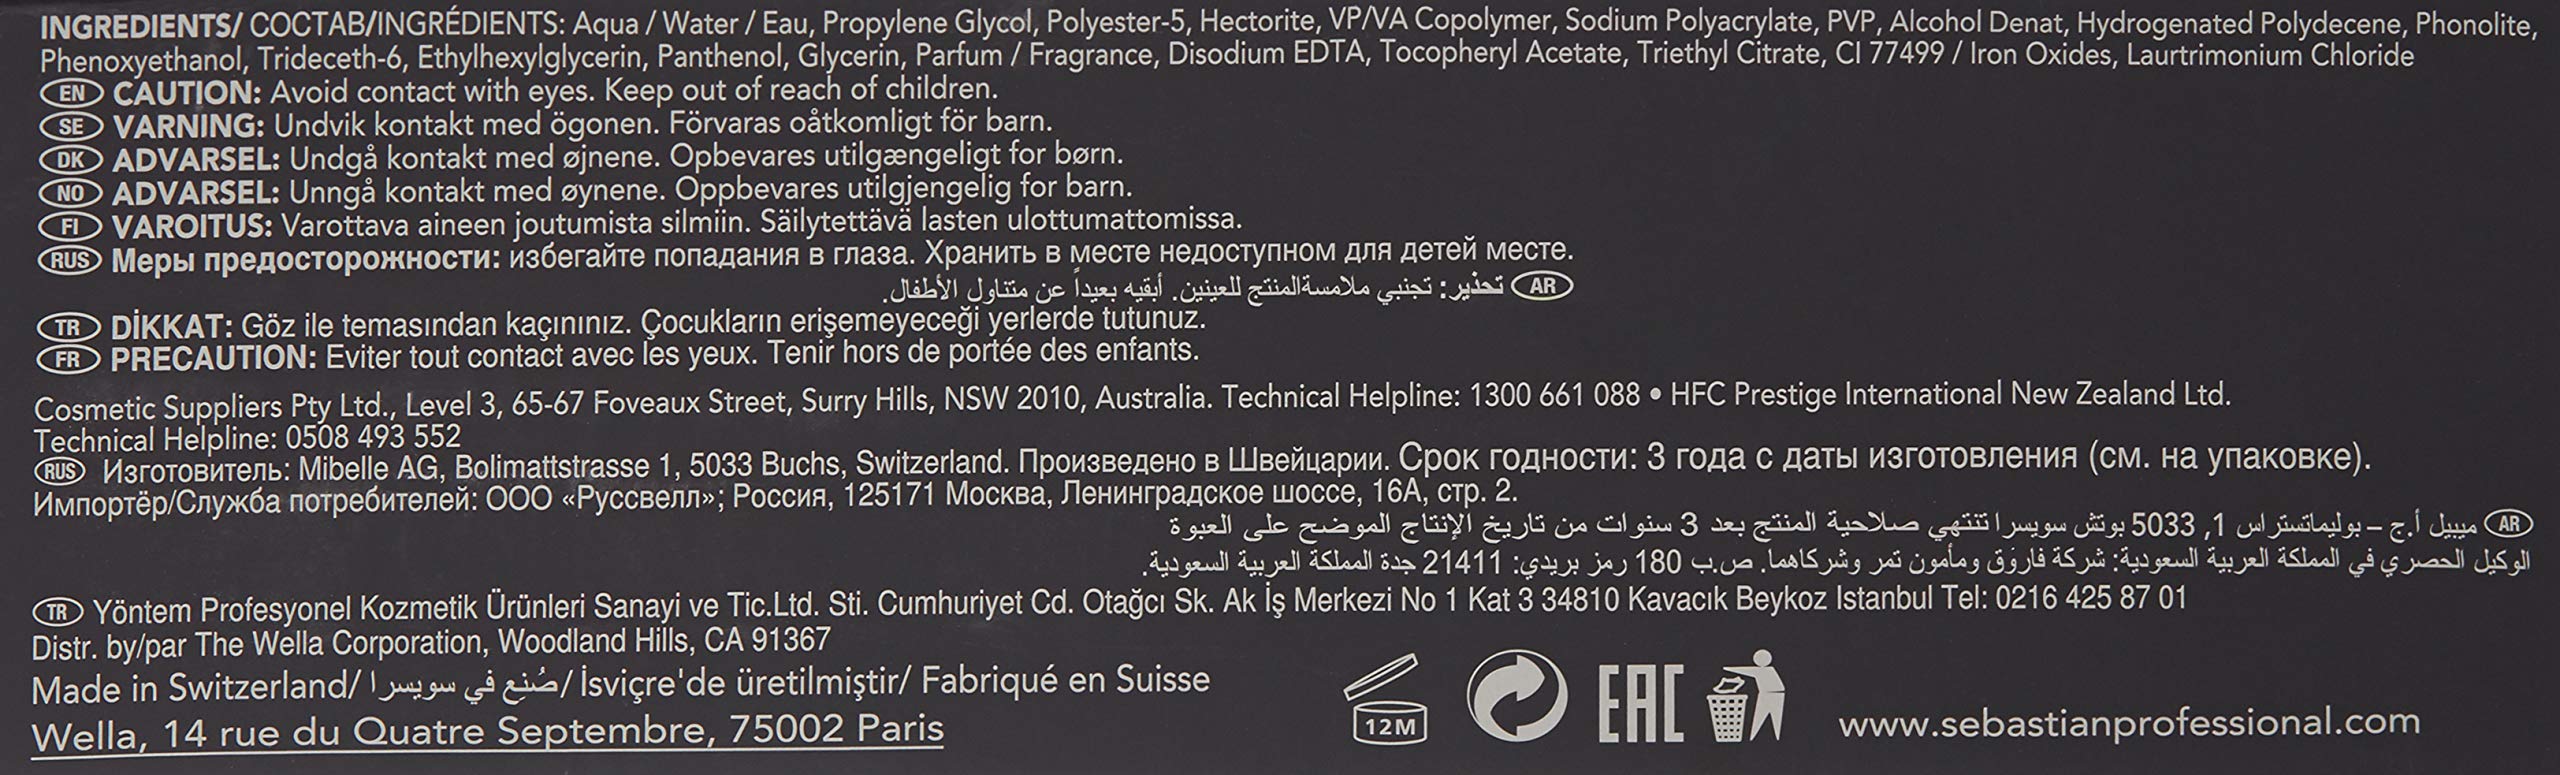 INGREDIENTS/ СОСТАВ/INGRÉDIENTS: Aqua / Water / Eau, Propylene Glycol, Polyester-5, Hectorite, VP/VA Copolymer, Sodium Polyacrylate, PVP, Alcohol Denat, Hydrogenated Polydecene, Phonolite,
Phenoxyethanol, Trideceth-6, Ethylhexylglycerin, Panthenol, Glycerin, Parfum / Fragrance, Disodium EDTA, Tocopheryl Acetate, Triethyl Citrate, CI 77499 / Iron Oxides, Laurtrimonium Chloride
EN CAUTION: Avoid contact with eyes. Keep out of reach of children.
SE VARNING: Undvik kontakt med ögonen. Förvaras oåtkomligt för barn.
DK ADVARSEL: Undgå kontakt med øjnene. Opbevares utilgængeligt for børn.
NO ADVARSEL: Unngå kontakt med øynene. Oppbevares utilgjengelig for barn.
FI VAROITUS: Varottava aineen joutumista silmiin. Säilytettävä lasten ulottumattomissa.
RUS Меры предосторожности: избегайте попадания в глаза. Хранить в месте недоступном для детей месте.
AR تحذير: تجنبي ملامسةالمنتج للعينين. أبقيه بعيداً عن متناول الأطفال.
TR DİKKAT: Göz ile temasından kaçınınız. Çocukların erişemeyeceği yerlerde tutunuz.
FR PRECAUTION: Eviter tout contact avec les yeux. Tenir hors de portée des enfants.
Cosmetic Suppliers Pty Ltd., Level 3, 65-67 Foveaux Street, Surry Hills, NSW 2010, Australia. Technical Helpline: 1300 661 088 • HFC Prestige International New Zealand Ltd.
Technical Helpline: 0508 493 552
RUS Изготовитель: Mibelle AG, Bolimattstrasse 1, 5033 Buchs, Switzerland. Произведено в Швейцарии. Срок годности: 3 года с даты изготовления (см. на упаковке).
Импортёр/Служба потребителей: ООО «Руссвелл»; Россия, 125171 Москва, Ленинградское шоссе, 16А, стр. 2.
AR ميبيل أ.ج – بوليماتستراس 1, 5033 بوتش سويسرا تنتهي صلاحية المنتج بعد 3 سنوات من تاريخ الإنتاج الموضح على العبوة
الوكيل الحصري في المملكة العربية السعودية: شركة فاروق ومأمون تمر وشركاهما. ص.ب 180 رمز بريدي: 21411 جدة المملكة العربية السعودية.
TR Yöntem Profesyonel Kozmetik Ürünleri Sanayi ve Tic.Ltd. Sti. Cumhuriyet Cd. Otağcı Sk. Ak İş Merkezi No 1 Kat 3 34810 Kavacık Beykoz Istanbul Tel: 0216 425 87 01
Distr. by/par The Wella Corporation, Woodland Hills, CA 91367
Made in Switzerland/ صُنِع في سويسرا/ İsviçre'de üretilmiştir/ Fabriqué en Suisse
Wella, 14 rue du Quatre Septembre, 75002 Paris
12M
EAC
www.sebastianprofessional.com